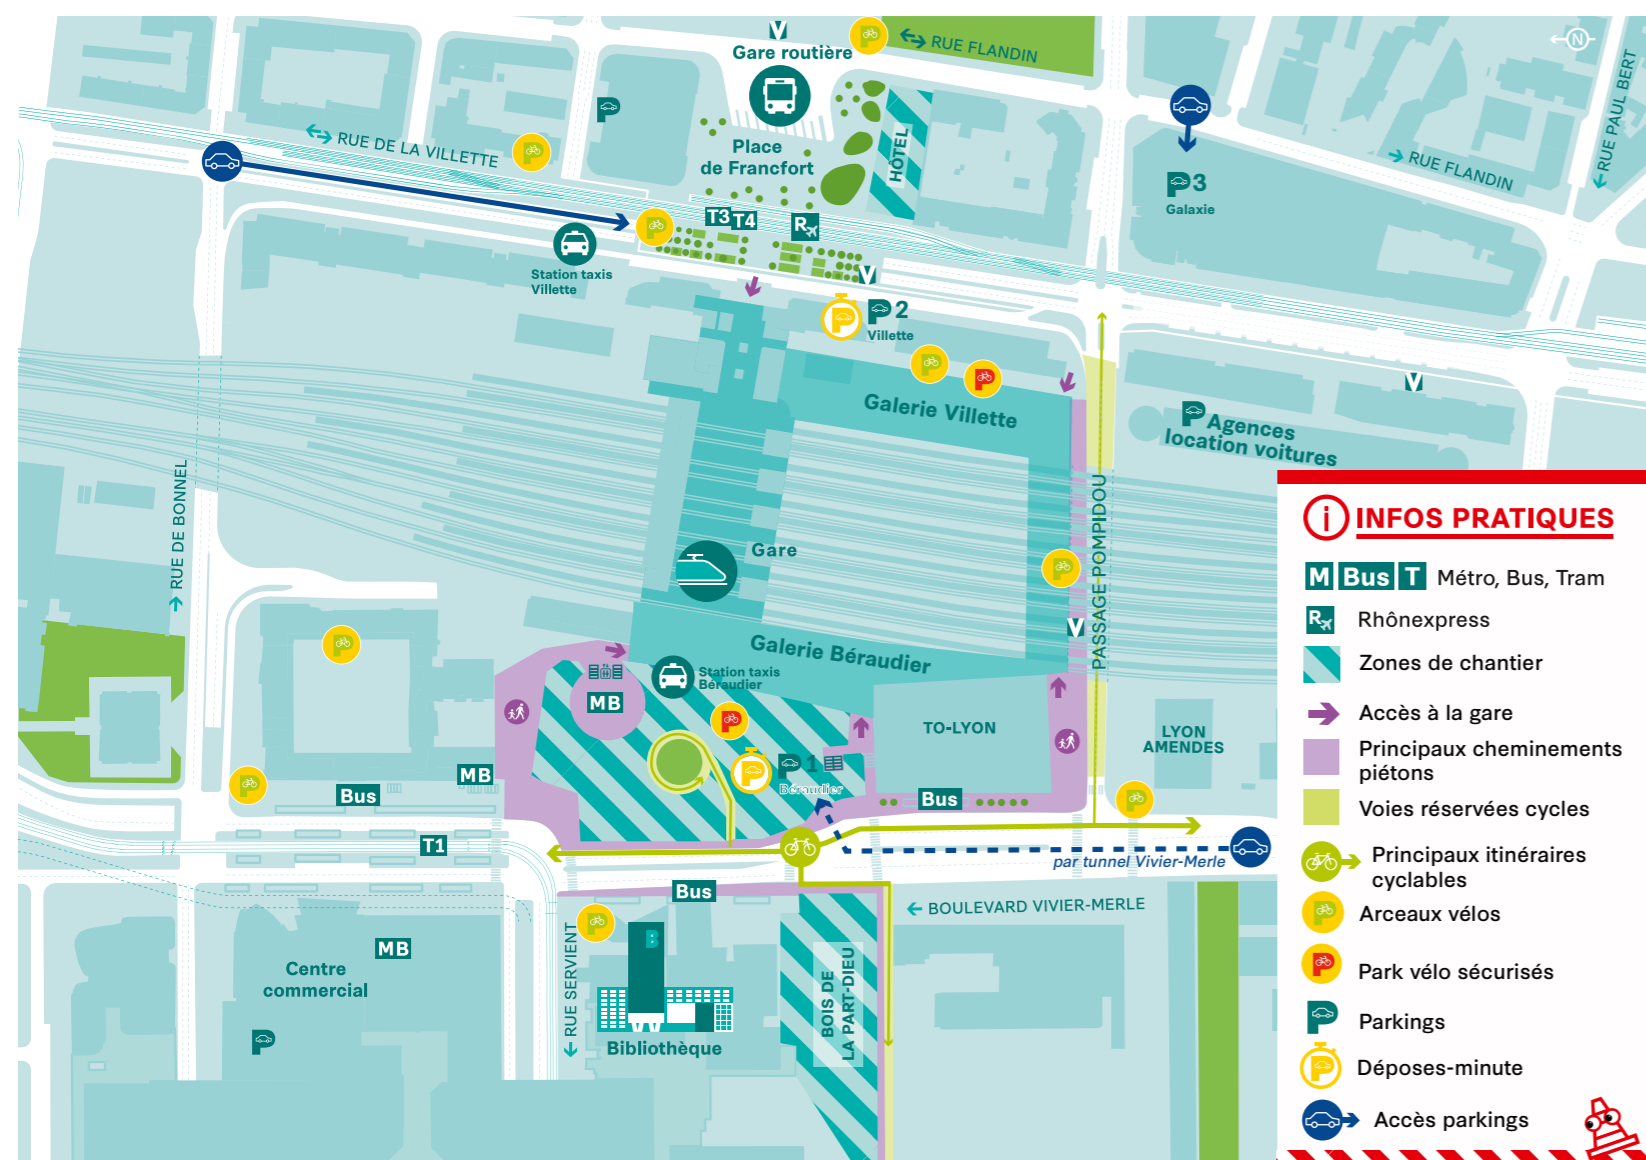 V
Gare routière
P
RUE FLANDIN
N
RUE PAUL BERT
P
RUE DE LA VILLETTE
P
Place
de Francfort
HÔTEL
RUE FLANDIN
P3
Galaxie
P
T3
T4
R
Station taxis
Villette
V
P
P2
Villette
P
P
Galerie Villette
V
P Agences
location voitures
RUE DE BONNEL
PASSAGE POMPIDOU
Gare
P
V
Galerie Béraudier
P
Station taxis
Béraudier
MB
P
P
P1
Béraudier
TO-LYON
LYON
AMENDES
MB
P
Bus
Bus
P
T1
par tunnel Vivier-Merle
Bus
BOULEVARD VIVIER-MERLE
P
B
RUE SERVIENT
MB
Centre
commercial
P
Bibliothèque
BOIS DE
LA PART-DIEU
i INFOS PRATIQUES
M Bus T Métro, Bus, Tram
R Rhônexpress
Zones de chantier
Accès à la gare
Principaux cheminements
piétons
Voies réservées cycles
Principaux itinéraires
cyclables
P Arceaux vélos
P Park vélo sécurisés
P Parkings
P Déposes-minute
Accès parkings